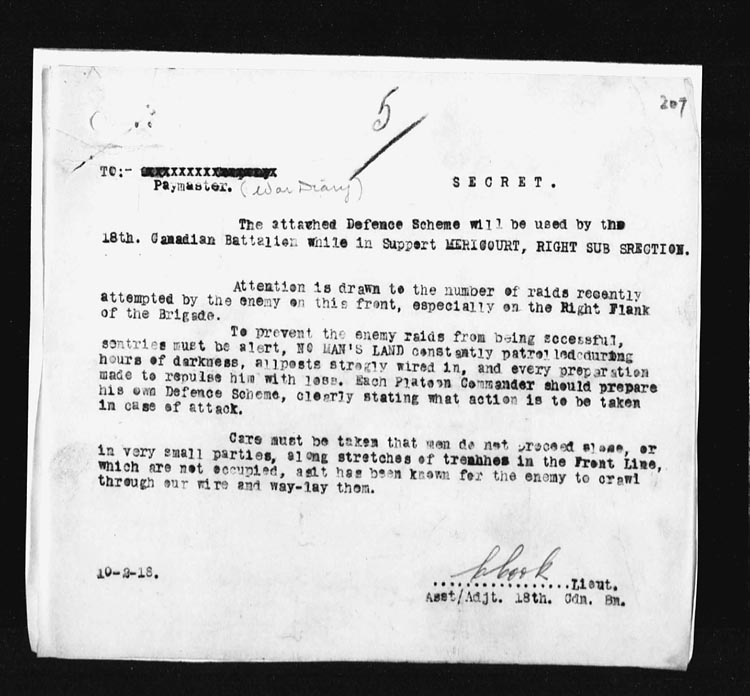 5
207
TO:-
Paymaster. (War Diary)
SECRET.
The attavhed Defence Scheme will be used by the
18th. Canadian Battalion while in Support MERICOURT, RIGHT SUB SRECTION.
Attention is drawn to the number of raids recently
attempted by the enemy on this front, especially on the Right Flank
of the Brigade.
To prevent the enemy raids from being sccessful,
sentries must be alert, NO MAN'S LAND constantly patrolledduring
hours of darkness, allposts strogly wired in, and every preparation
made to repulse him with loss. Each Platoon Commander should prepare
his own Defence Scheme, clearly stating what action is to be taken
in case of attack.
Care must be taken that men do not proceed alone, or
in very small parties, along stretches of trenhhes in the Front Line,
which are not occupied, asit has been known for the enemy to crawl
through our wire and way-lay them.
10-2-18.
..................Lieut.
Asst/Adjt. 18th. Cdn. Bn.